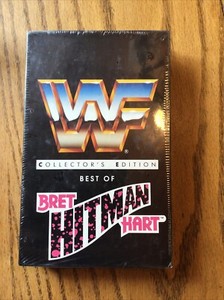 WWF
COLLECTOR'S EDITION
BEST OF
BRET
HITMAN
HART